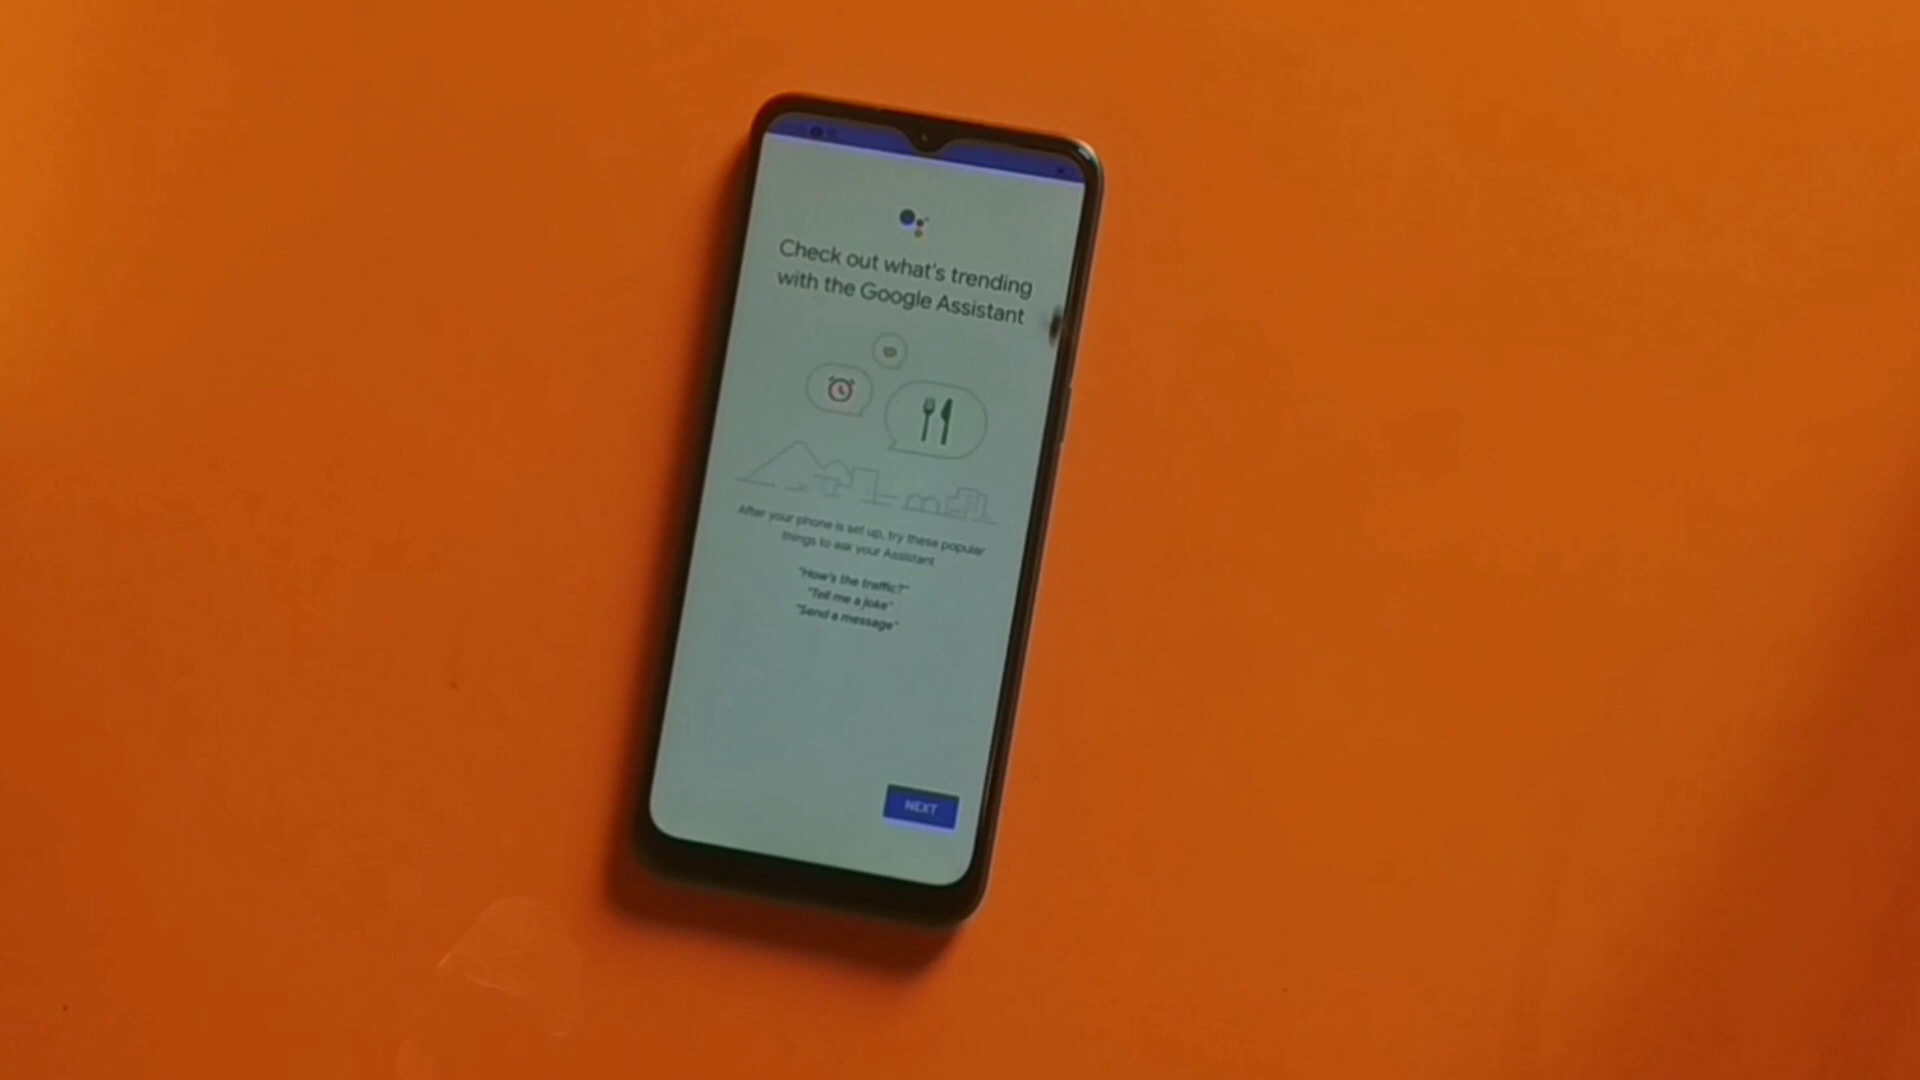 Check out what's trending
with the Google Assistant
After your phone is set up, try these popular
things to ask your Assistant
"How's the traffic?"
"Tell me a joke"
"Send a message"
NEXT